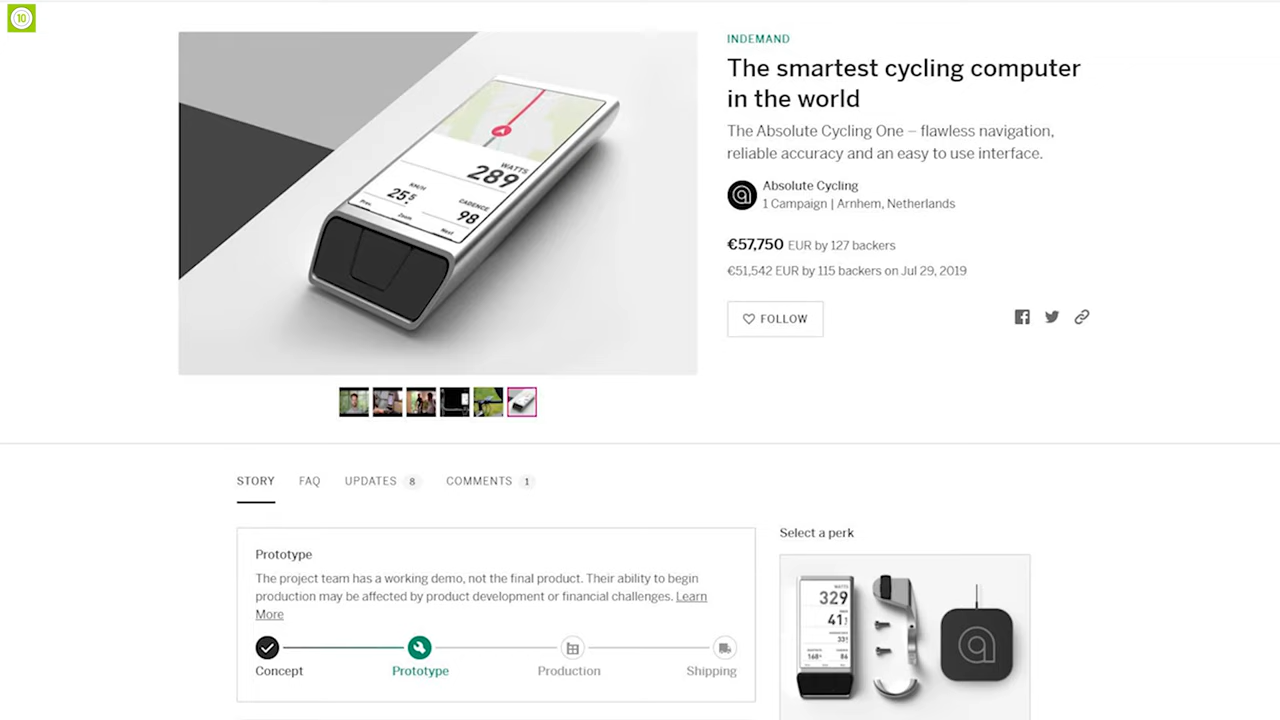 10
INDEMAND
The smartest cycling computer
in the world
The Absolute Cycling One – flawless navigation,
reliable accuracy and an easy to use interface.
Absolute Cycling
1 Campaign | Arnhem, Netherlands
€57,750 EUR by 127 backers
€51,542 EUR by 115 backers on Jul 29, 2019
FOLLOW
WATTS
289
KM/H
25.5
CADENCE
98
Prev.
Zoom
Next
STORY FAQ UPDATES 8 COMMENTS 1
Prototype
The project team has a working demo, not the final product. Their ability to begin
production may be affected by product development or financial challenges. Learn
More
Concept Prototype Production Shipping
Select a perk
WATTS
329
41
33
168
86